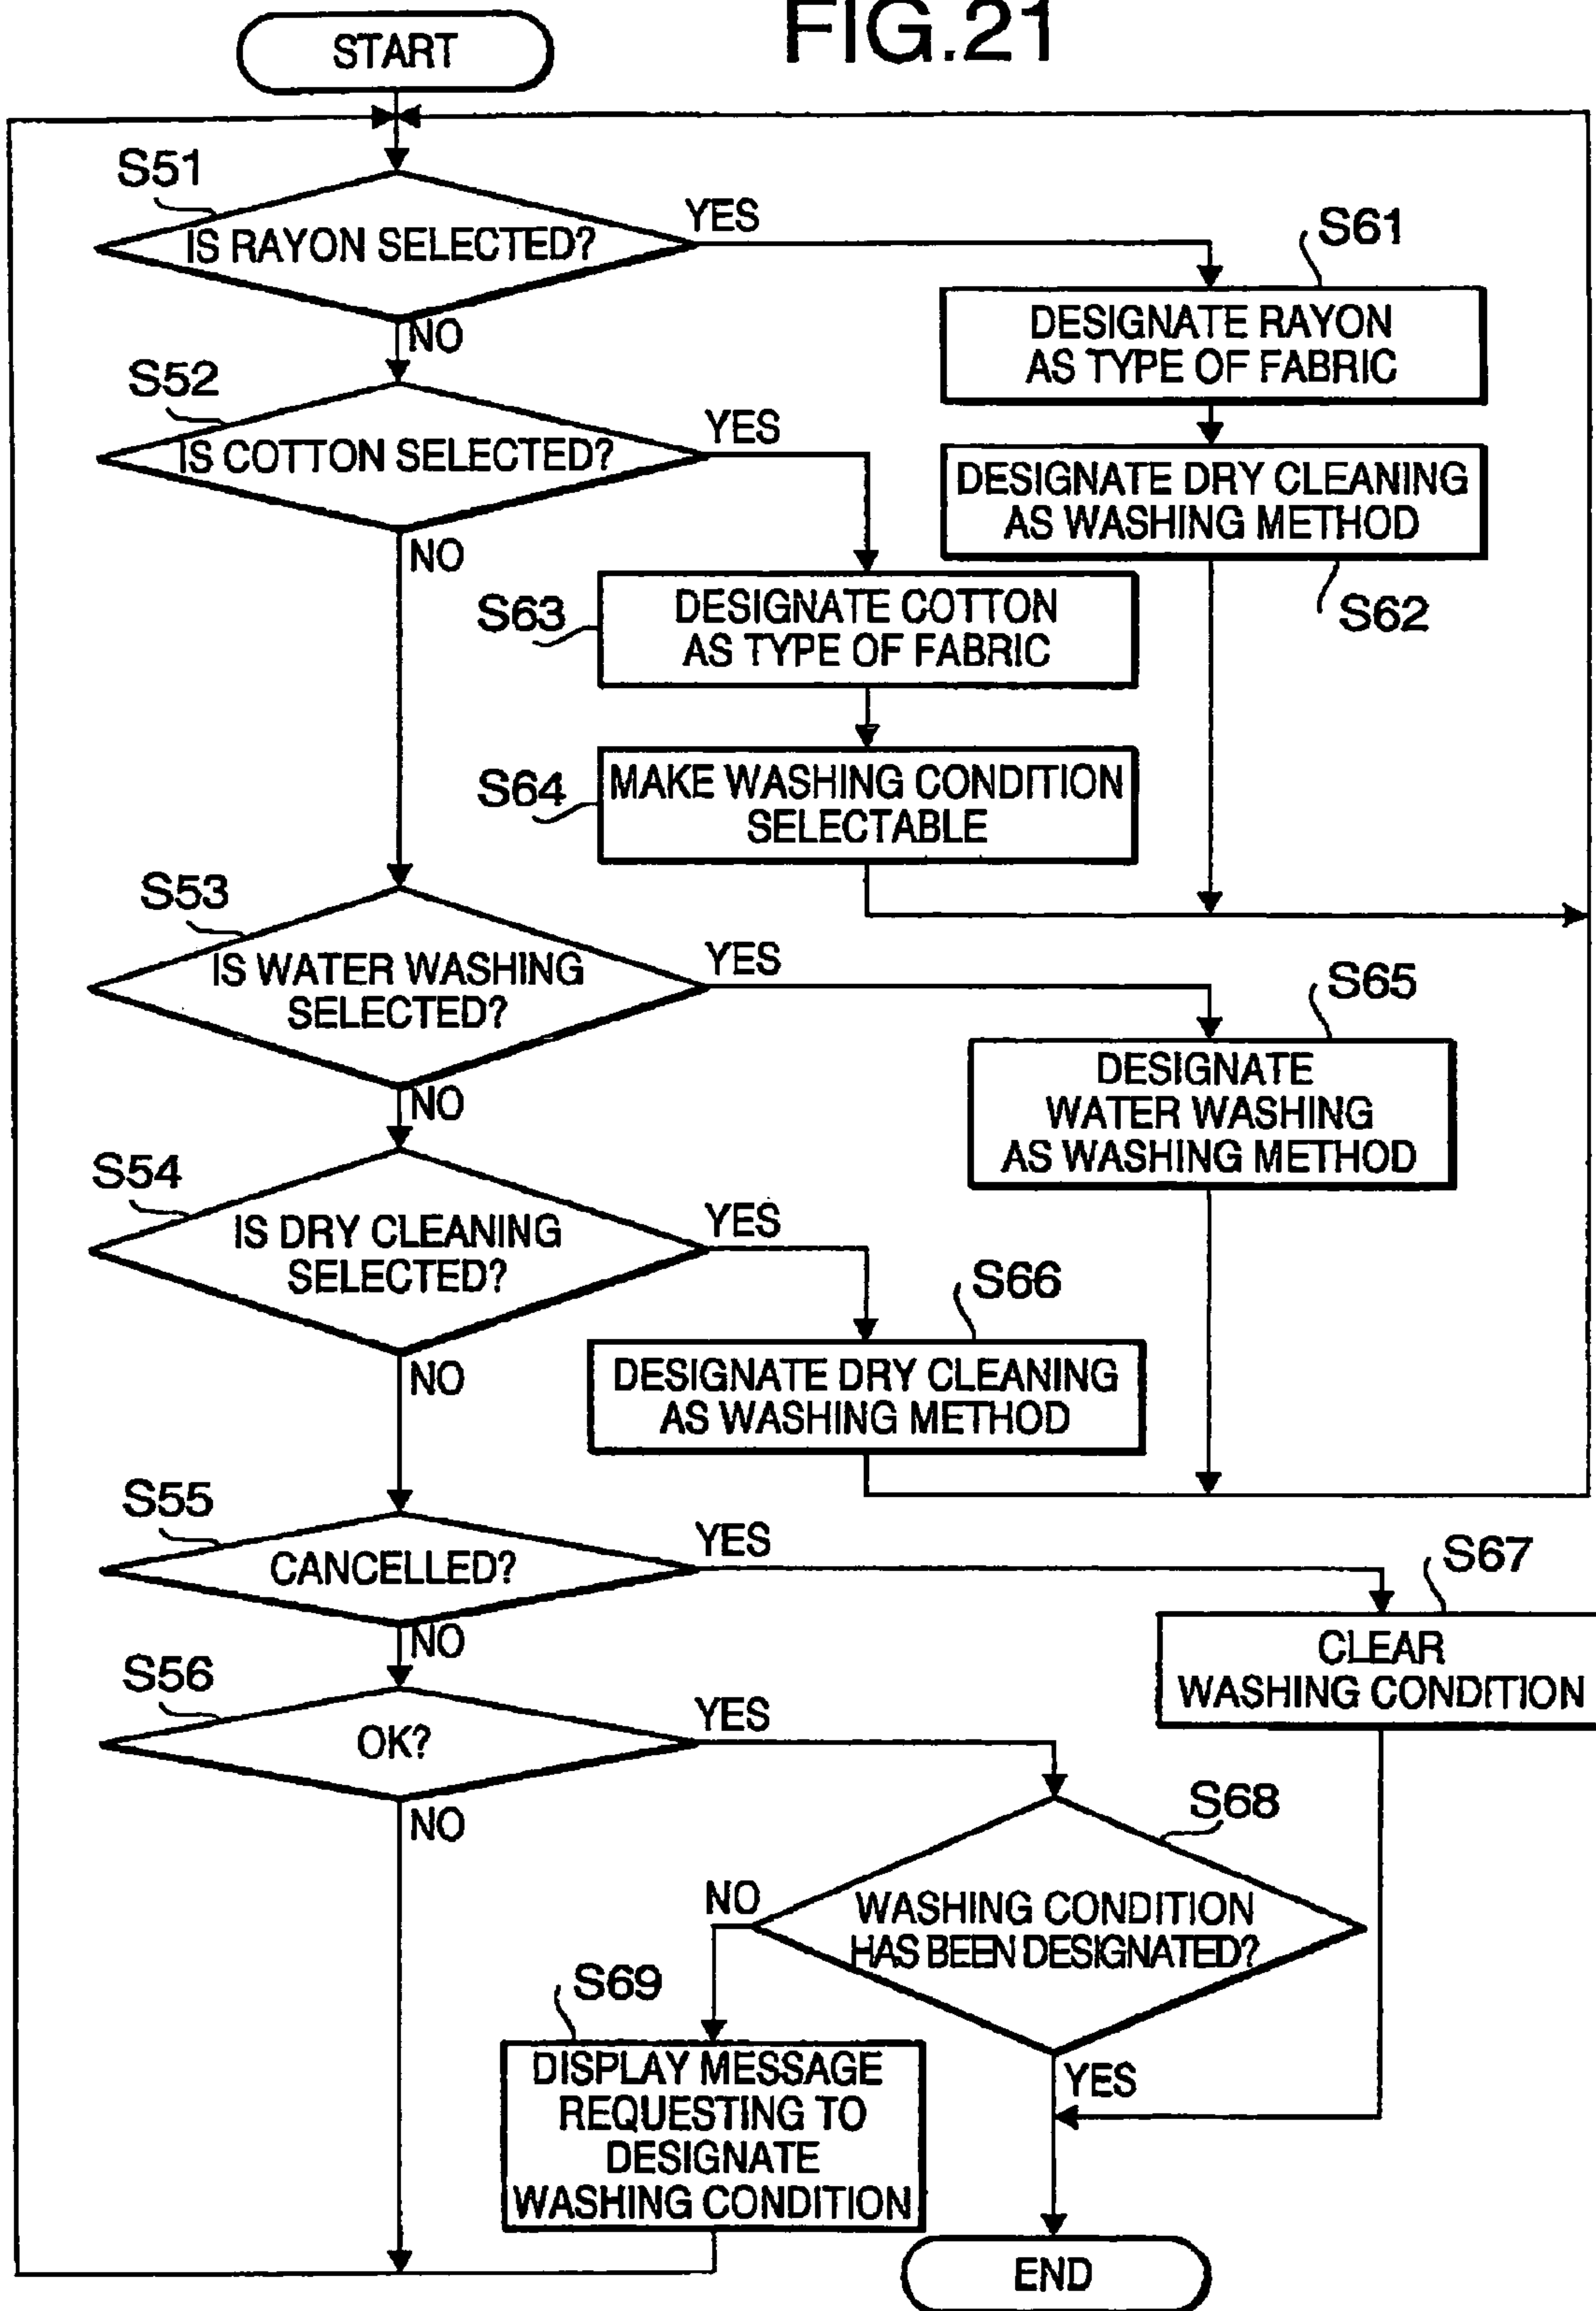 FIG.21
START
S51
IS RAYON SELECTED?
YES
NO
S61
DESIGNATE RAYON
AS TYPE OF FABRIC
S52
IS COTTON SELECTED?
YES
NO
DESIGNATE DRY CLEANING
AS WASHING METHOD
S62
S63
DESIGNATE COTTON
AS TYPE OF FABRIC
S64
MAKE WASHING CONDITION
SELECTABLE
S53
IS WATER WASHING
SELECTED?
YES
NO
S65
DESIGNATE
WATER WASHING
AS WASHING METHOD
S54
IS DRY CLEANING
SELECTED?
YES
NO
S66
DESIGNATE DRY CLEANING
AS WASHING METHOD
S55
CANCELLED?
YES
NO
S67
CLEAR
WASHING CONDITION
S56
OK?
YES
NO
S68
WASHING CONDITION
HAS BEEN DESIGNATED?
NO
YES
S69
DISPLAY MESSAGE
REQUESTING TO
DESIGNATE
WASHING CONDITION
END